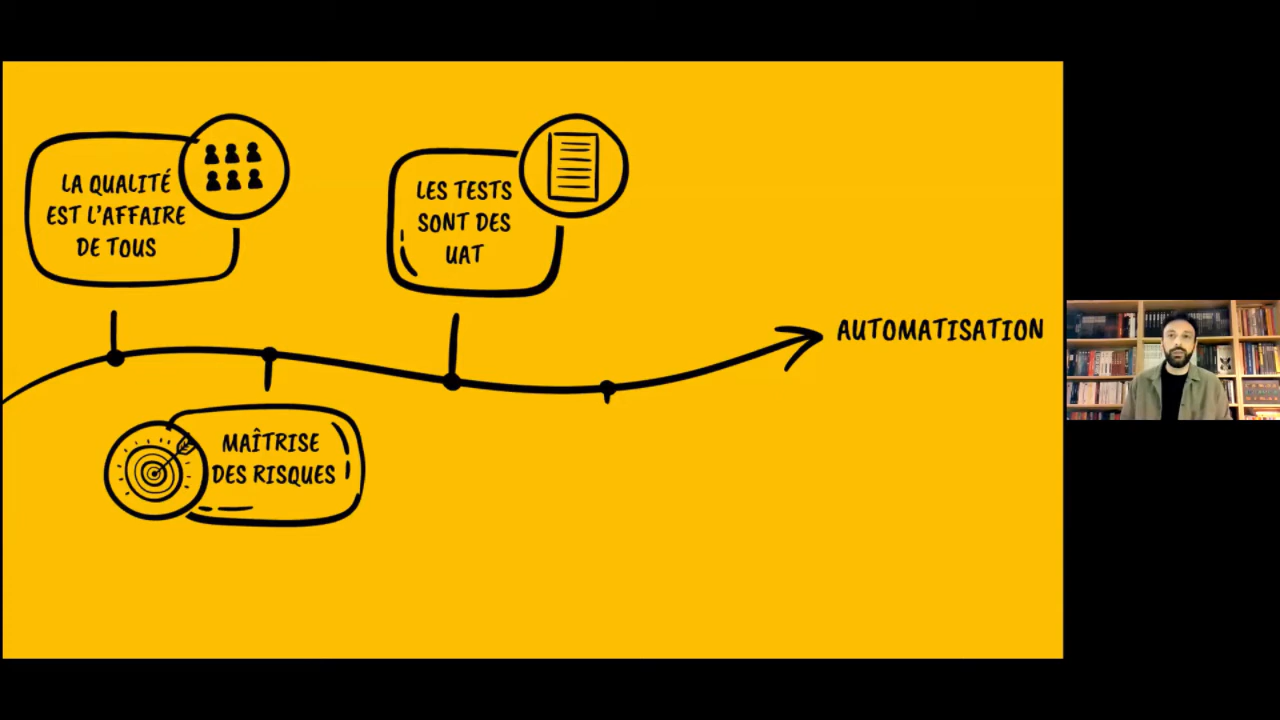 LA QUALITÉ
EST L'AFFAIRE
DE TOUS
LES TESTS
SONT DES
UAT
AUTOMATISATION
MAÎTRISE
DES RISQUES